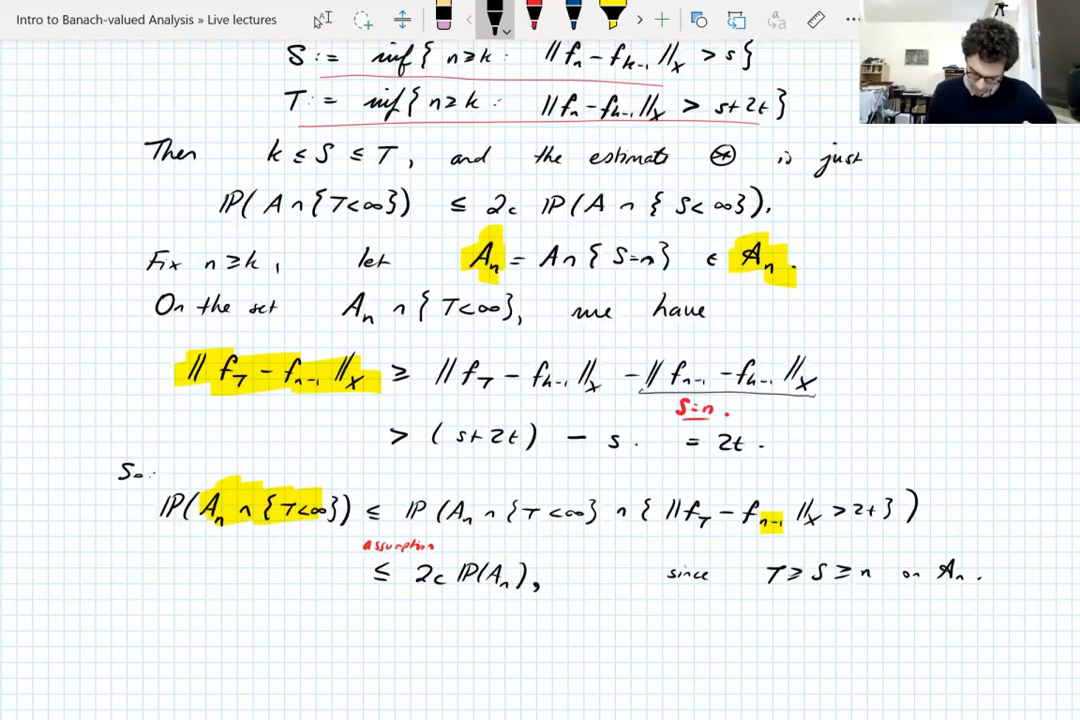 Intro to Banach-valued Analysis » Live lectures
S := inf{ n ≥ k : ‖f_n − f_{k−1}‖_X > s}
T := inf{ n ≥ k : ‖f_n − f_{k−1}‖_X > s+2t}
Then k ≤ S ≤ T, and the estimate ⊛ is just
ℙ(A ∩ {T<∞}) ≤ 2c ℙ(A ∩ {S<∞}).
Fix n ≥ k, let A_n = A ∩ {S=n} ∈ 𝒜_n.
On the set A_n ∩ {T<∞}, we have
‖f_T − f_{n−1}‖_X ≥ ‖f_T − f_{k−1}‖_X − ‖f_{n−1} − f_{k−1}‖_X
S=n.
> (s+2t) − s. = 2t.
So:
ℙ(A_n ∩ {T<∞}) ≤ ℙ(A_n ∩ {T<∞} ∩ {‖f_T − f_{n−1}‖_X > 2t})
assumption
≤ 2c ℙ(A_n), since T ≥ S ≥ n on A_n.